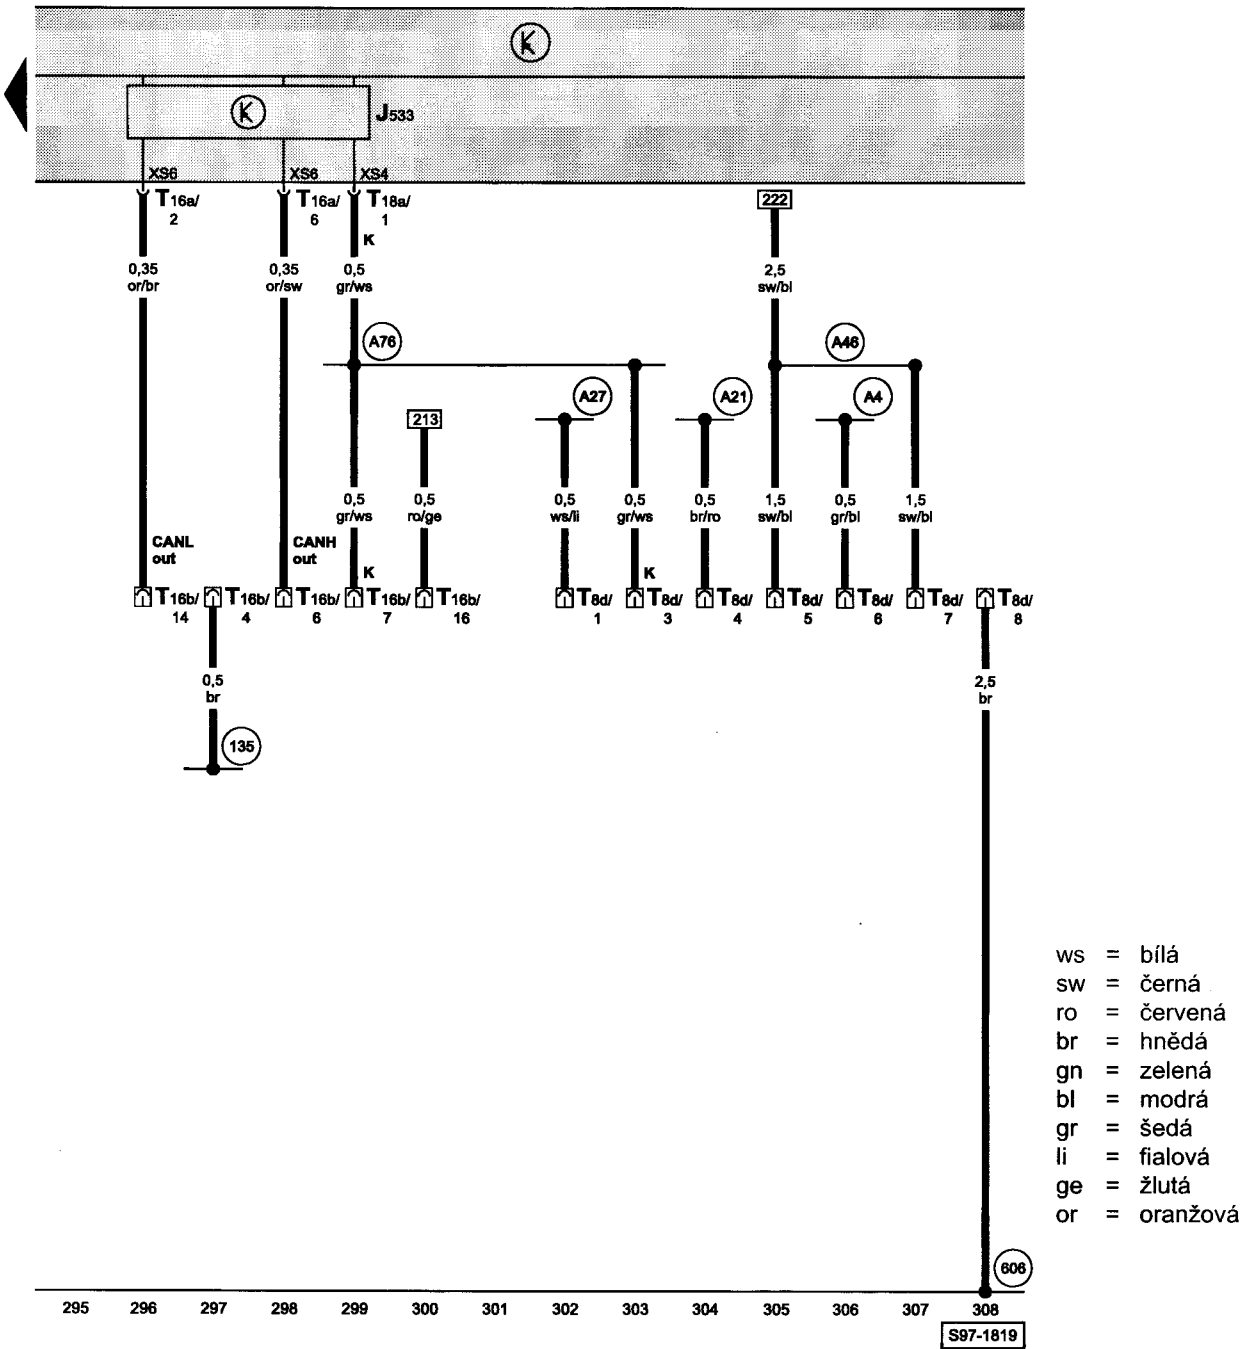 K
K J533
XS6 XS6 XS4
T16a/ T16a/ T18a/ 222
2 6 1
K
0,35 0,35 0,5 2,5
or/br or/sw gr/ws sw/bl
A76 A46
A27 A21 A4
213
0,5 0,5 0,5 0,5 0,5 1,5 0,5 1,5
gr/ws ro/ge ws/li gr/ws br/ro sw/bl gr/bl sw/bl
CANL CANH
out out
K K
T16b/ T16b/ T16b/ T16b/ T16b/ T8d/ T8d/ T8d/ T8d/ T8d/ T8d/ T8d/
14 4 6 7 16 1 3 4 5 6 7 8
0,5 2,5
br br
135
ws = bílá
sw = černá
ro = červená
br = hnědá
gn = zelená
bl = modrá
gr = šedá
li = fialová
ge = žlutá
or = oranžová
606
295 296 297 298 299 300 301 302 303 304 305 306 307 308
S97-1819